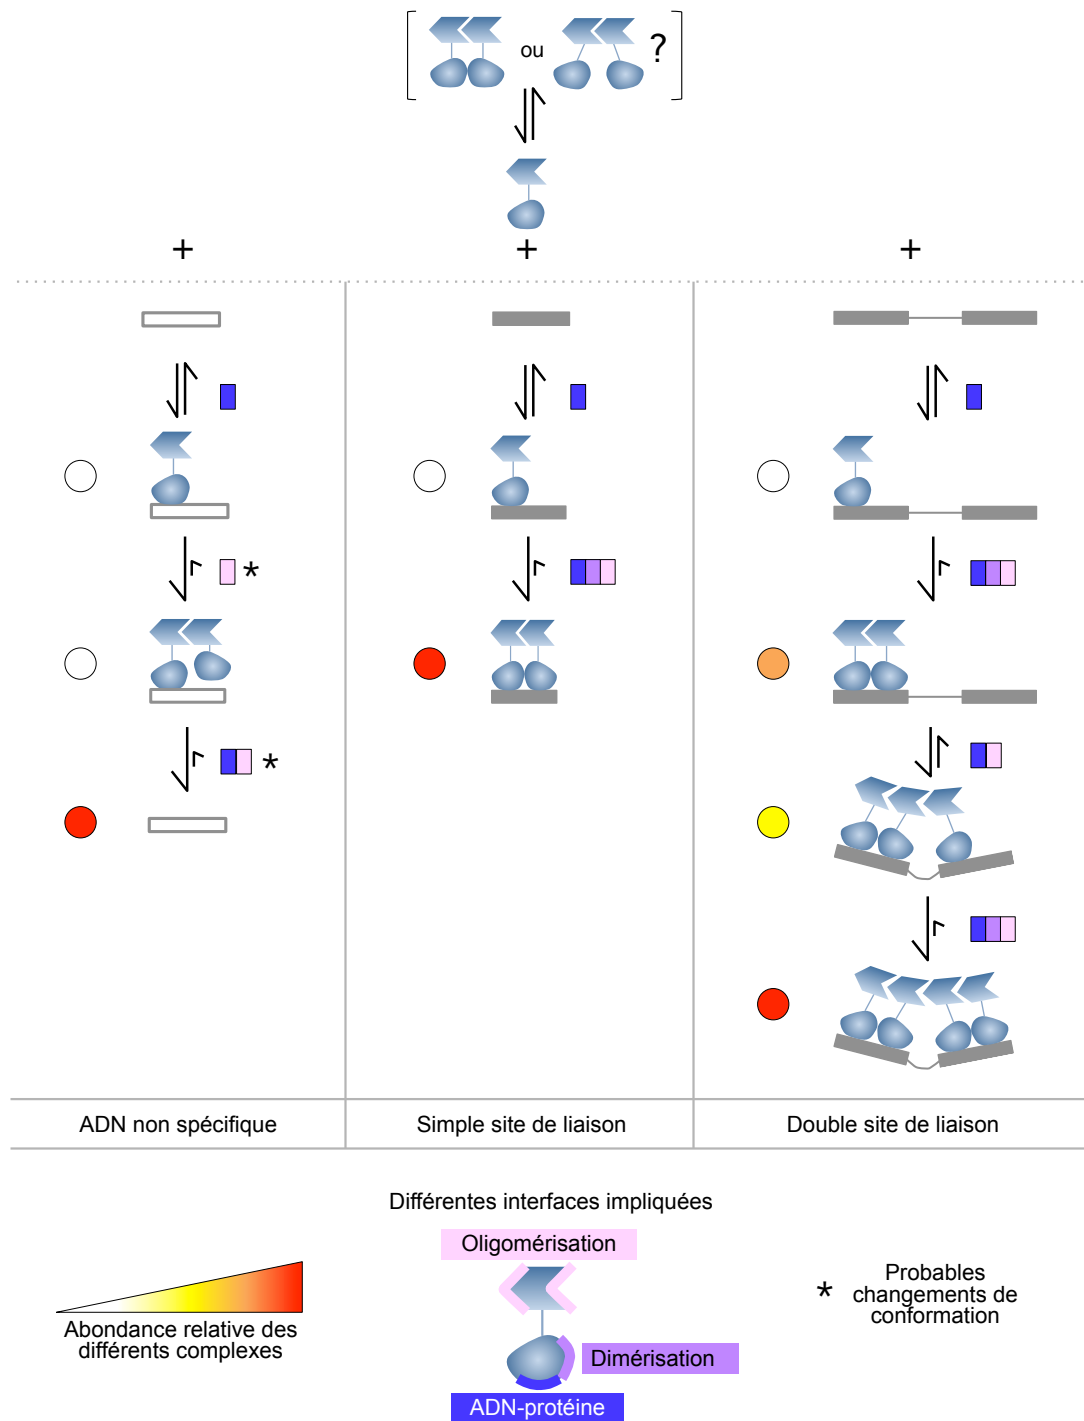 ou
?
+
+
+
*
*
ADN non spécifique
Simple site de liaison
Double site de liaison
Différentes interfaces impliquées
Oligomérisation
Dimérisation
ADN-protéine
Abondance relative des
différents complexes
*
Probables
changements de
conformation